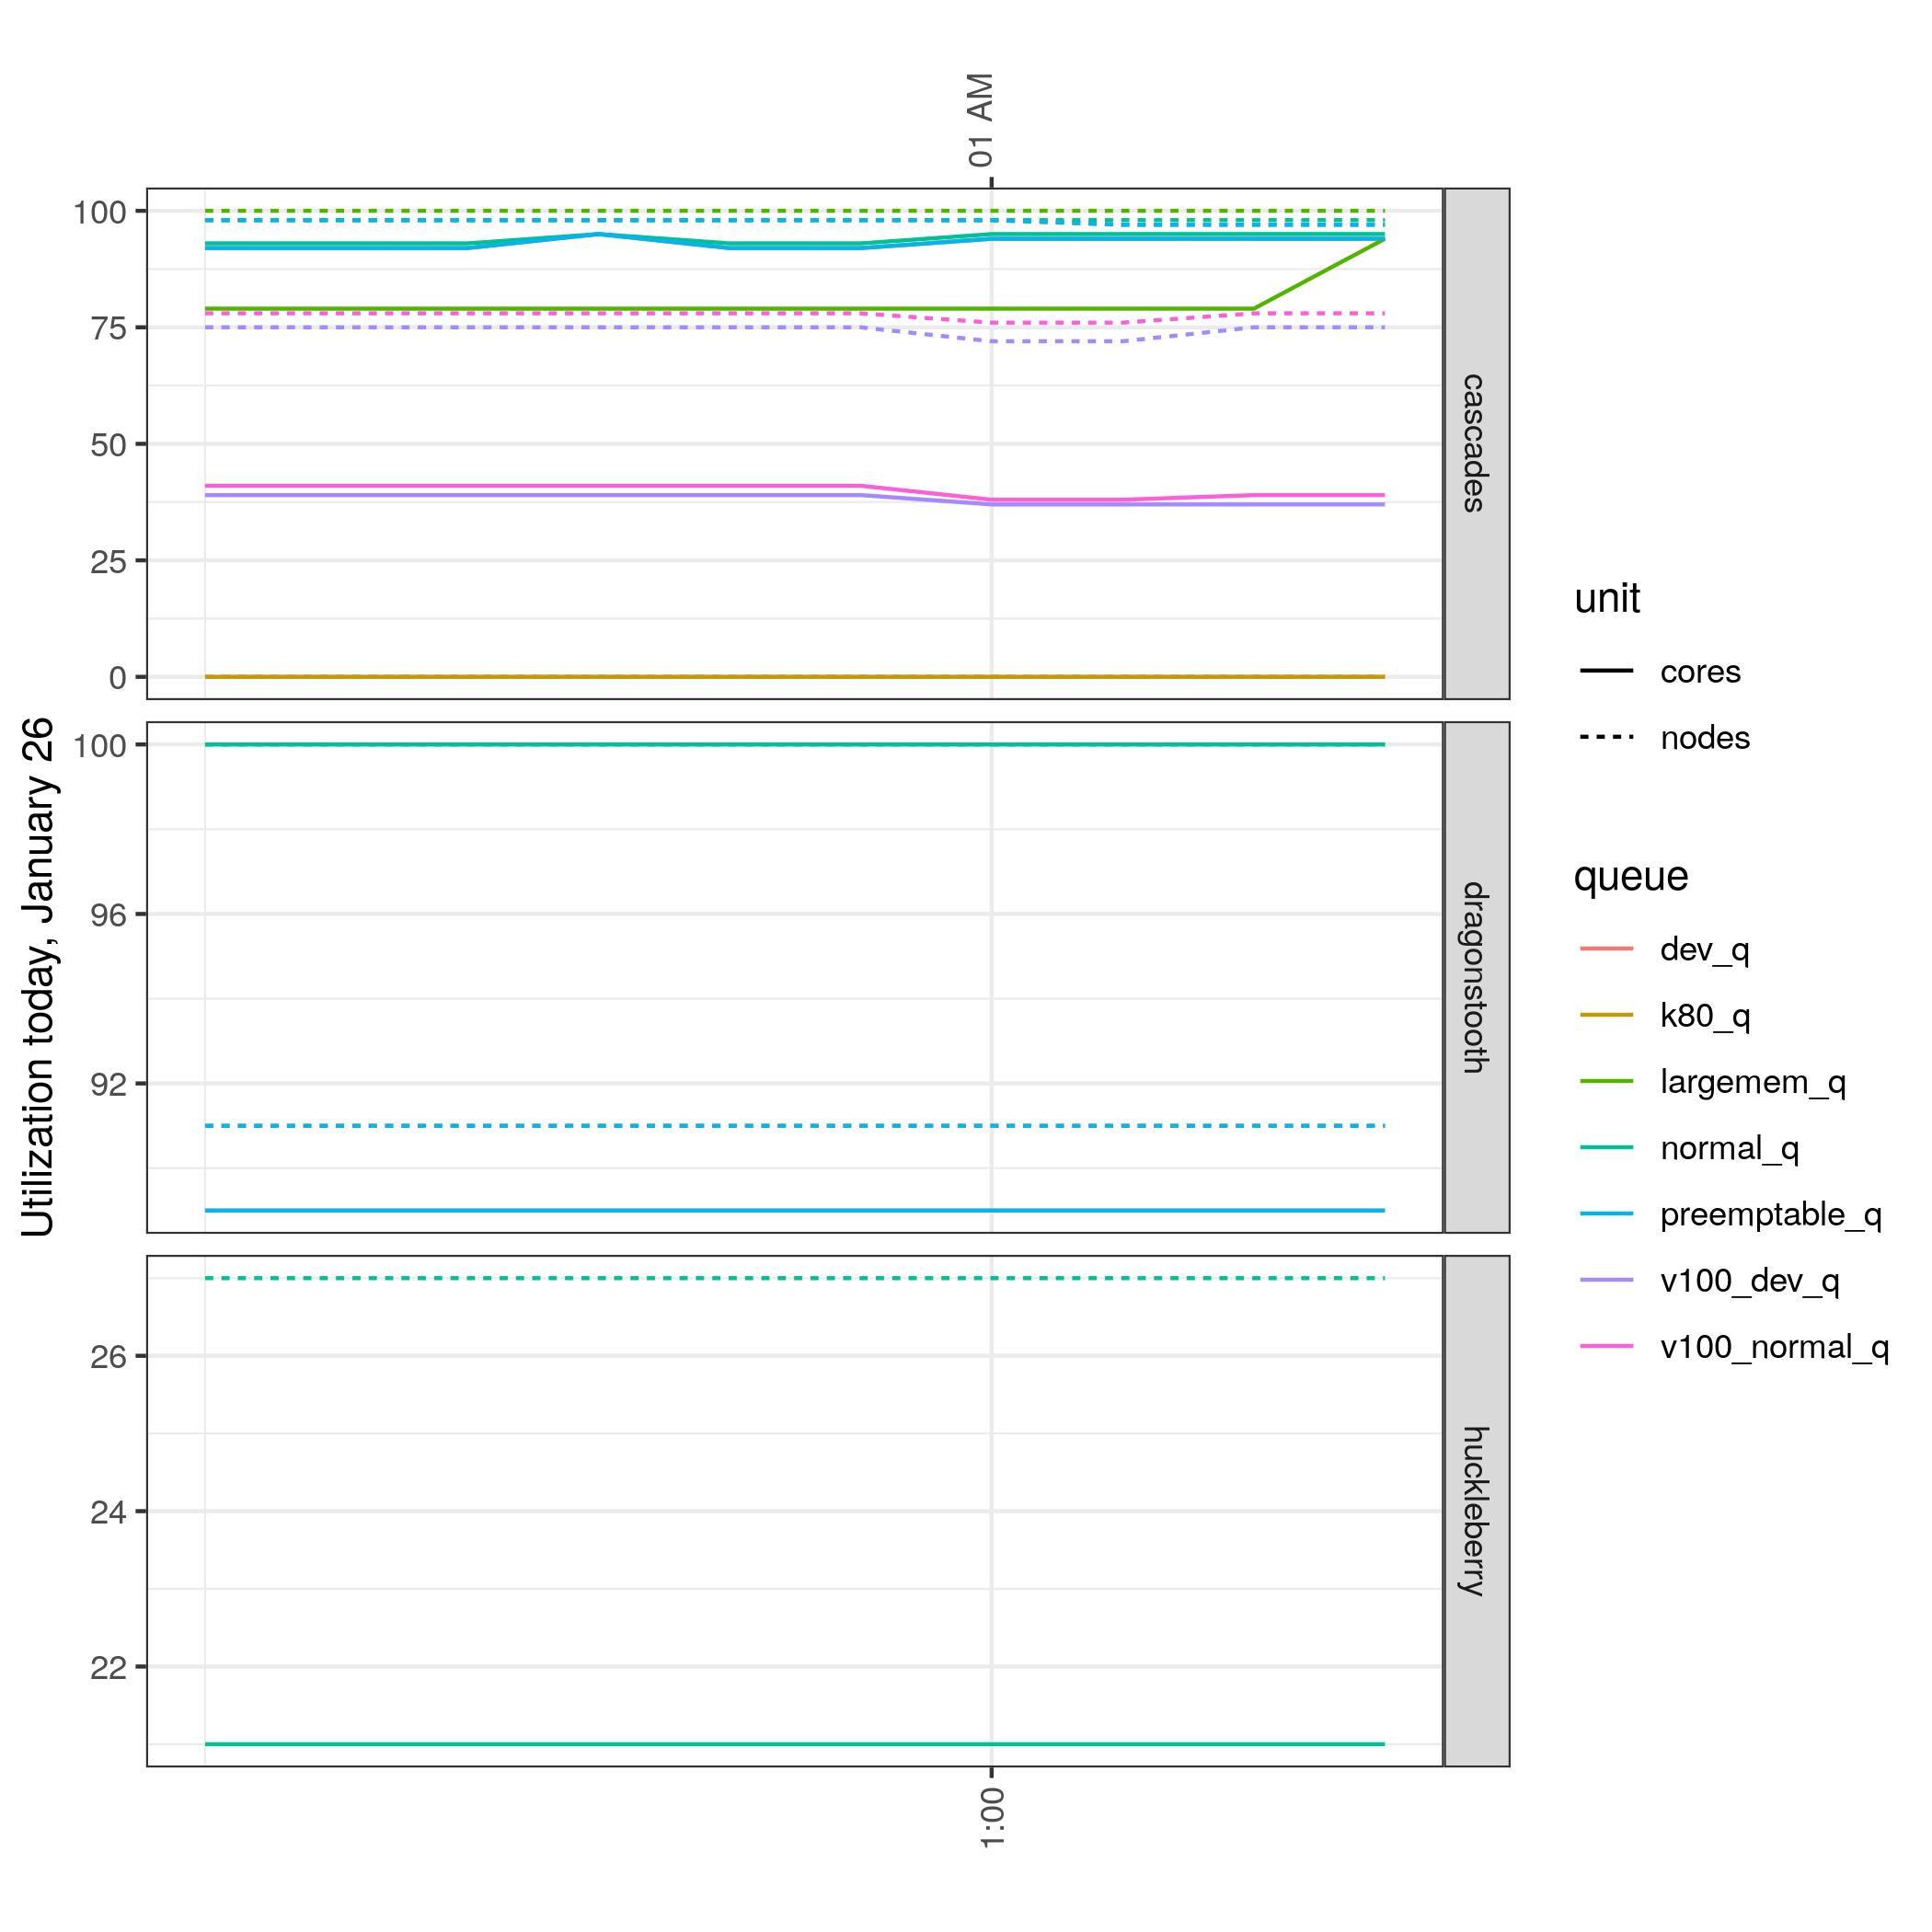 01 AM
100
75
50
25
0
cascades
100
96
92
dragonstooth
26
24
22
huckleberry
1:00
Utilization today, January 26
unit
cores
nodes
queue
dev_q
k80_q
largemem_q
normal_q
preemptable_q
v100_dev_q
v100_normal_q